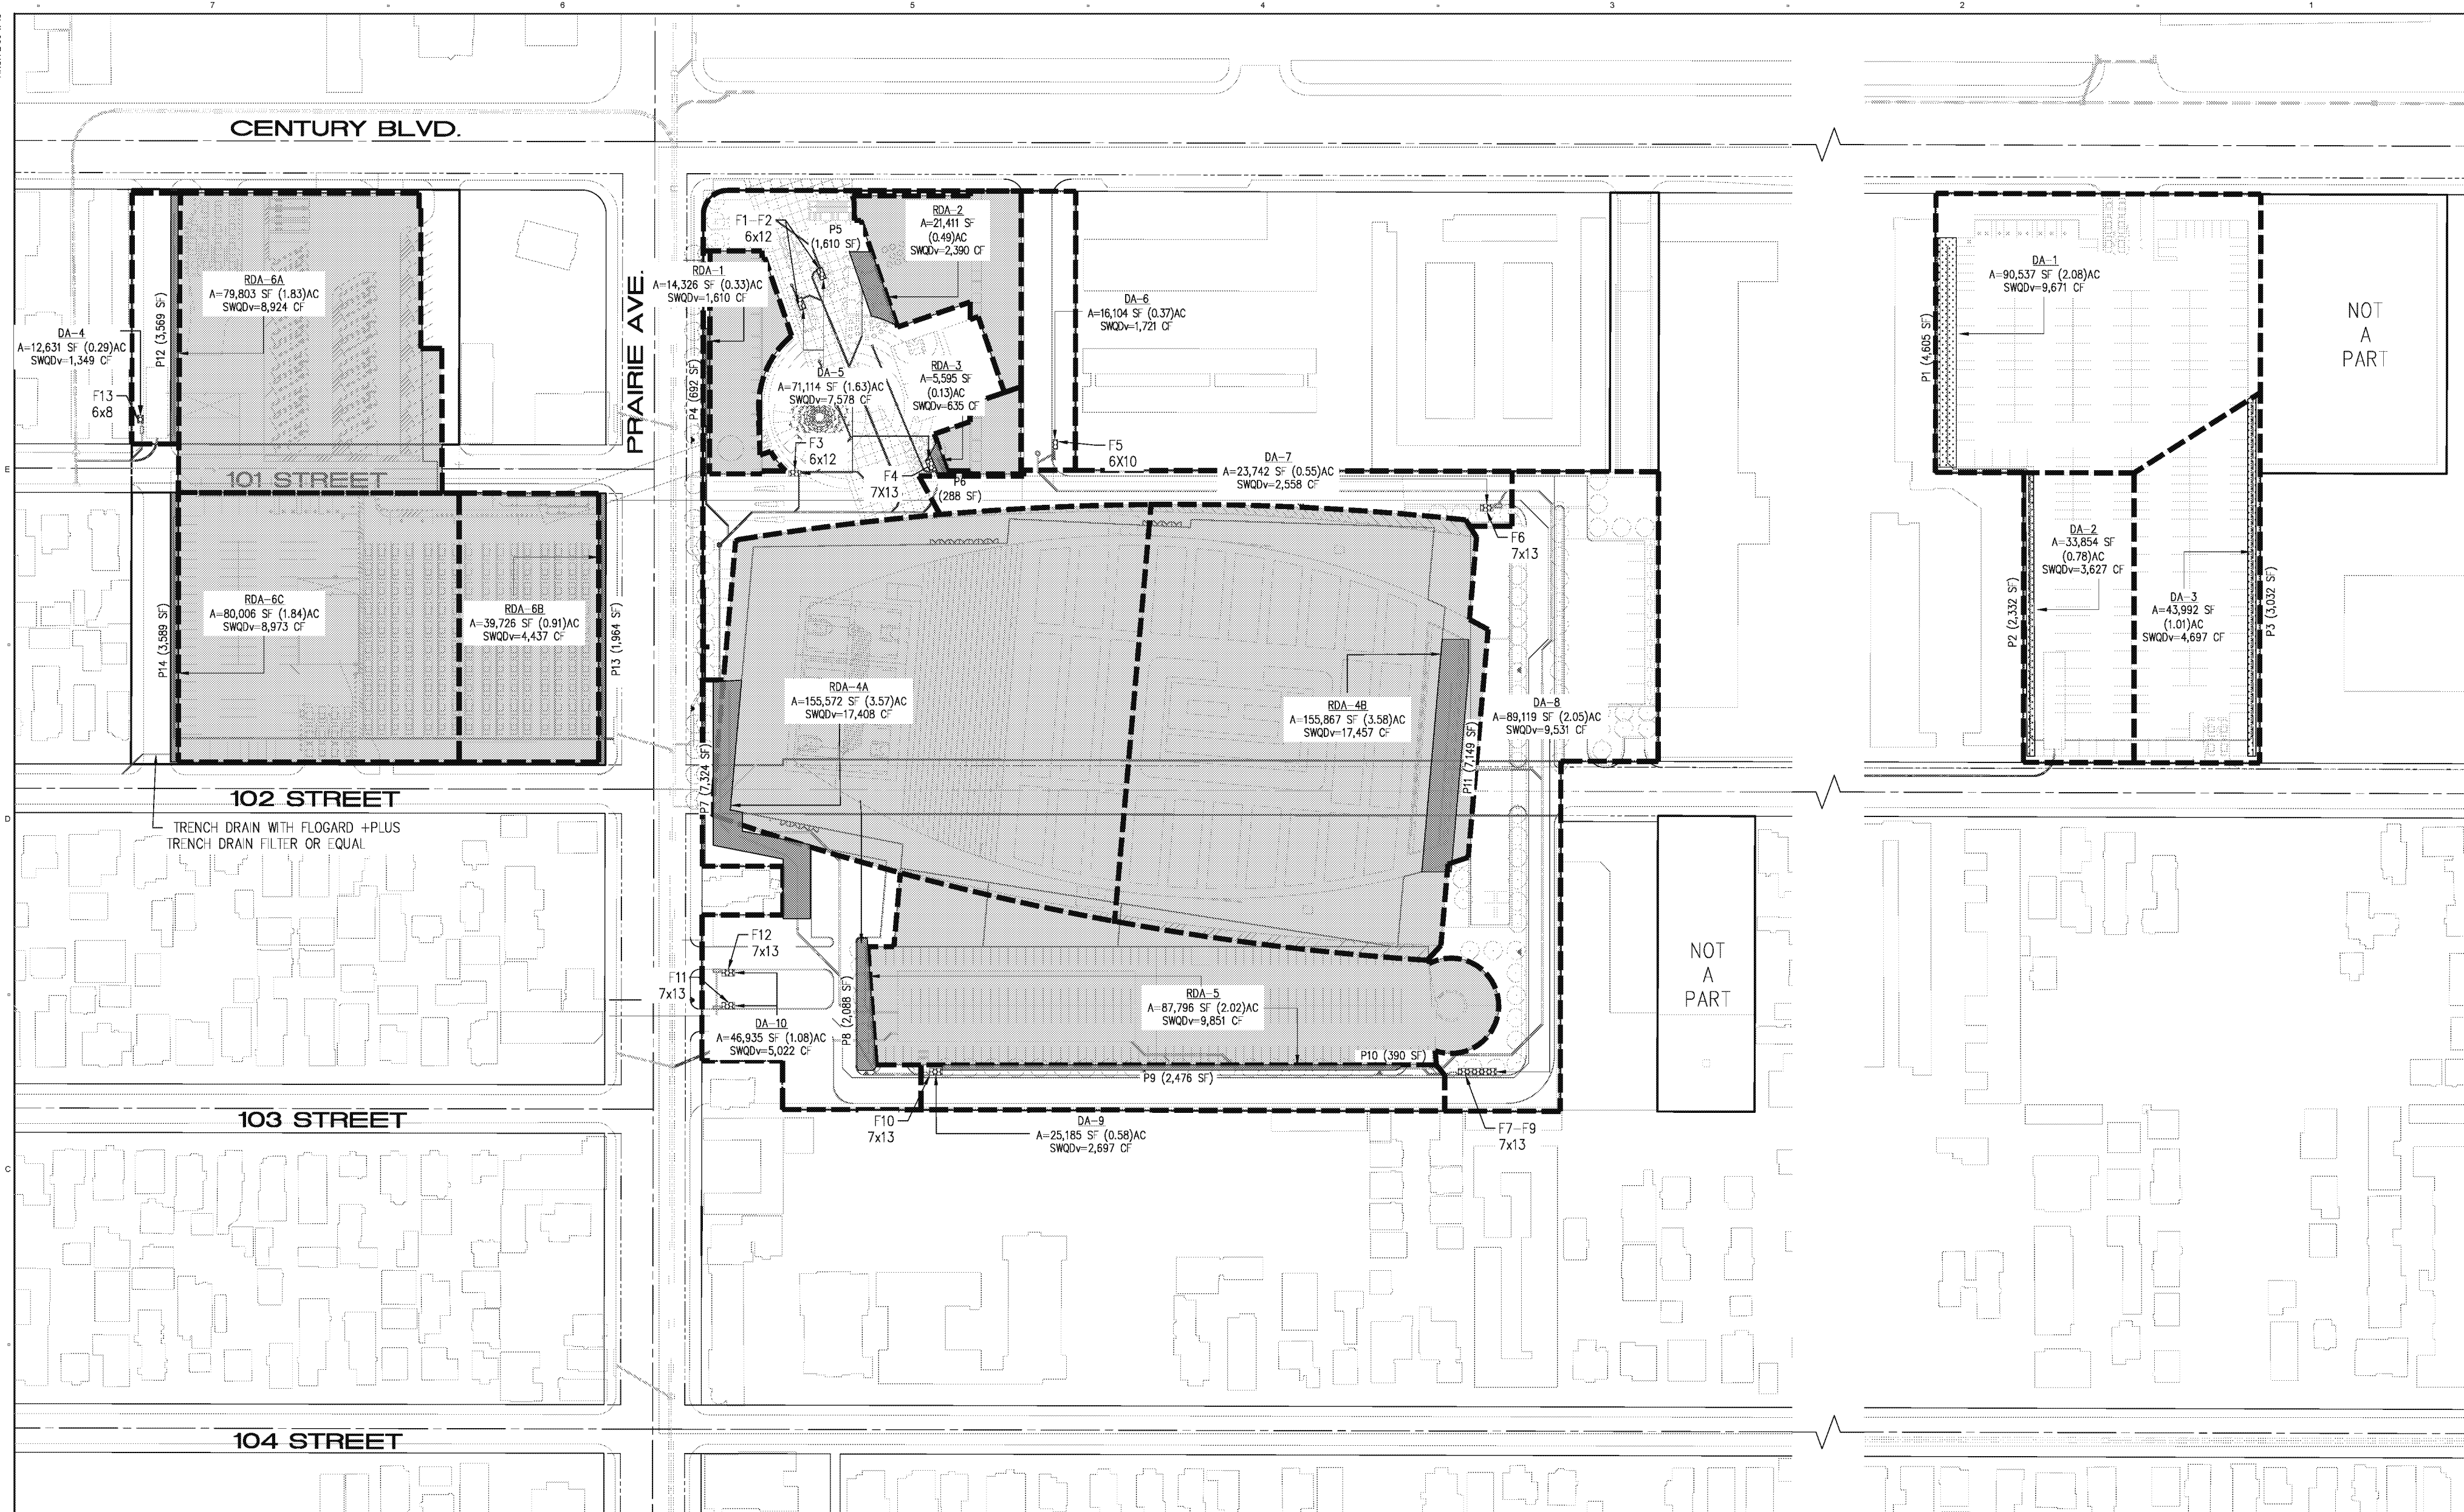 7
6
5
4
3
2
1
CENTURY BLVD.
PRAIRIE AVE.
E
D
C
RDA-6A
A=79,803 SF (1.83)AC
SWQDv=8,924 CF
P12 (3,569 SF)
DA-4
A=12,631 SF (0.29)AC
SWQDv=1,349 CF
F13
6x8
101 STREET
RDA-6C
A=80,006 SF (1.84)AC
SWQDv=8,973 CF
P14 (3,589 SF)
RDA-6B
A=39,726 SF (0.91)AC
SWQDv=4,437 CF
P13 (1,964 SF)
102 STREET
TRENCH DRAIN WITH FLOGARD +PLUS
TRENCH DRAIN FILTER OR EQUAL
103 STREET
104 STREET
F1-F2
6x12
P5
(1,610 SF)
RDA-2
A=21,411 SF
(0.49)AC
SWQDv=2,390 CF
RDA-1
A=14,326 SF (0.33)AC
SWQDv=1,610 CF
P4 (692 SF)
DA-5
A=71,114 SF (1.63)AC
SWQDv=7,578 CF
RDA-3
A=5,595 SF
(0.13)AC
SWQDv=635 CF
F3
6x12
F4
7X13
P6
(288 SF)
DA-6
A=16,104 SF (0.37)AC
SWQDv=1,721 CF
F5
6X10
DA-7
A=23,742 SF (0.55)AC
SWQDv=2,558 CF
F6
7x13
RDA-4A
A=155,572 SF (3.57)AC
SWQDv=17,408 CF
P7 (7,324 SF)
RDA-4B
A=155,867 SF (3.58)AC
SWQDv=17,457 CF
P11 (7,149 SF)
DA-8
A=89,119 SF (2.05)AC
SWQDv=9,531 CF
F12
7x13
F11
7x13
DA-10
A=46,935 SF (1.08)AC
SWQDv=5,022 CF
P8 (2,088 SF)
RDA-5
A=87,796 SF (2.02)AC
SWQDv=9,851 CF
P10 (390 SF)
P9 (2,476 SF)
F10
7x13
DA-9
A=25,185 SF (0.58)AC
SWQDv=2,697 CF
F7-F9
7x13
NOT
A
PART
DA-1
A=90,537 SF (2.08)AC
SWQDv=9,671 CF
P1 (4,605 SF)
DA-2
A=33,854 SF
(0.78)AC
SWQDv=3,627 CF
P2 (2,332 SF)
DA-3
A=43,992 SF
(1.01)AC
SWQDv=4,697 CF
P3 (3,032 SF)
NOT
A
PART